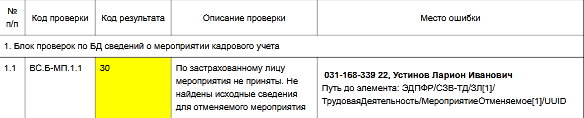 № п/п
Код проверки
Код результата
Описание проверки
Место ошибки
1. Блок проверок по БД сведений о мероприятии кадрового учета
1.1
ВС.Б-МП.1.1
30
По застрахованному лицу
мероприятия не приняты. Не
найдены исходные сведения
для отменяемого мероприятия
031-168-339 22, Устинов Ларион Иванович
Путь до элемента: ЭДПФР/СЗВ-ТД/ЗЛ[1]/
ТрудоваяДеятельность/МероприятиеОтменяемое[1]/UUID